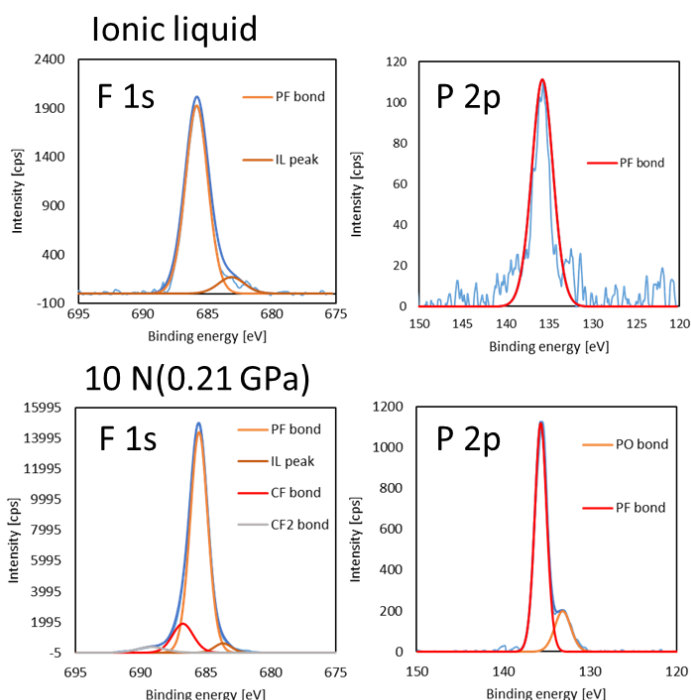 Ionic liquid
F 1s
PF bond
IL peak
Intensity [cps]
2400
1900
1400
900
400
-100
695
690
685
680
675
Binding energy [eV]
P 2p
PF bond
Intensity [cps]
120
100
80
60
40
20
0
150
145
140
135
130
125
120
Binding energy [eV]
10 N(0.21 GPa)
F 1s
PF bond
IL peak
CF bond
CF2 bond
Intensity [cps]
15995
13995
11995
9995
7995
5995
3995
1995
-5
695
690
685
680
675
Binding energy [eV]
P 2p
PO bond
PF bond
Intensity [cps]
1200
1000
800
600
400
200
0
150
140
130
120
Binding energy [eV]